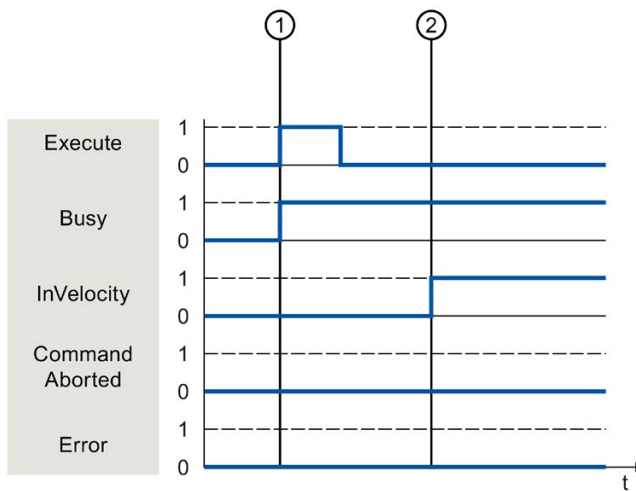 1 2
Execute 1
0
Busy 1
0
InVelocity 1
0
Command
Aborted 1
0
Error 1
0
t